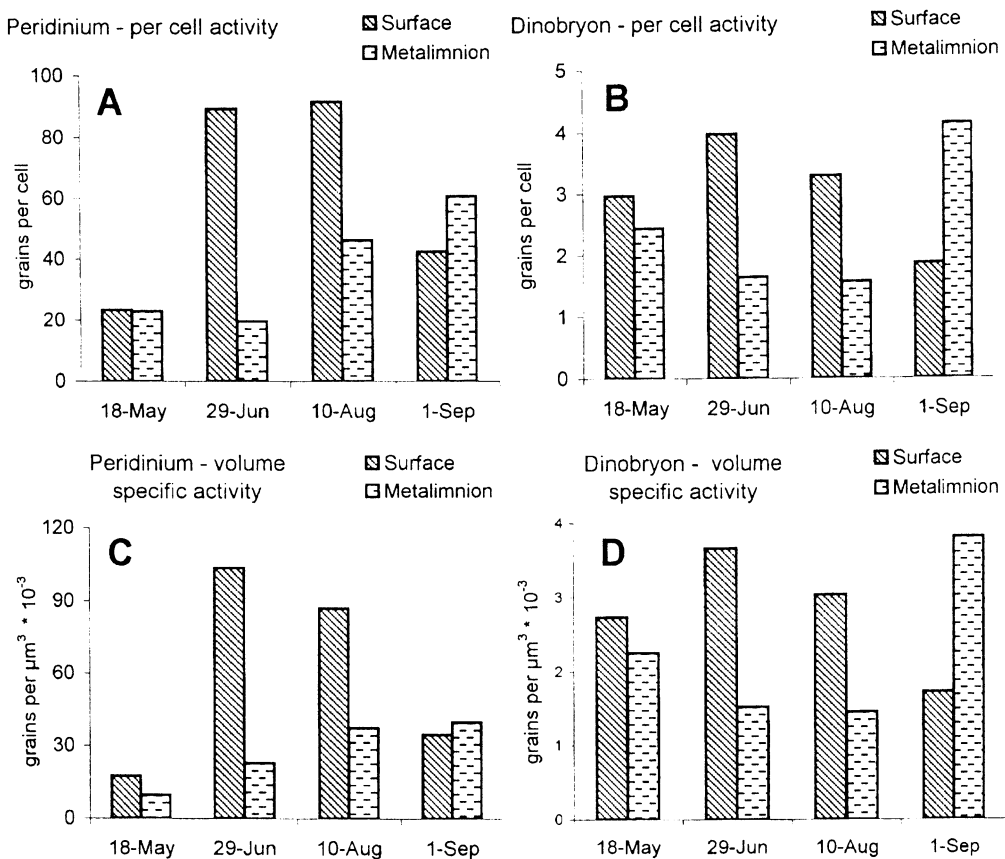 Peridinium - per cell activity
Surface
Metalimnion
A
grains per cell
100
80
60
40
20
0
18-May 29-Jun 10-Aug 1-Sep
Dinobryon - per cell activity
Surface
Metalimnion
B
grains per cell
5
4
3
2
1
0
18-May 29-Jun 10-Aug 1-Sep
Peridinium - volume
specific activity
Surface
Metalimnion
C
grains per µm³ * 10⁻³
120
90
60
30
0
18-May 29-Jun 10-Aug 1-Sep
Dinobryon - volume
specific activity
Surface
Metalimnion
D
grains per µm³ * 10⁻³
4
3
2
1
0
18-May 29-Jun 10-Aug 1-Sep